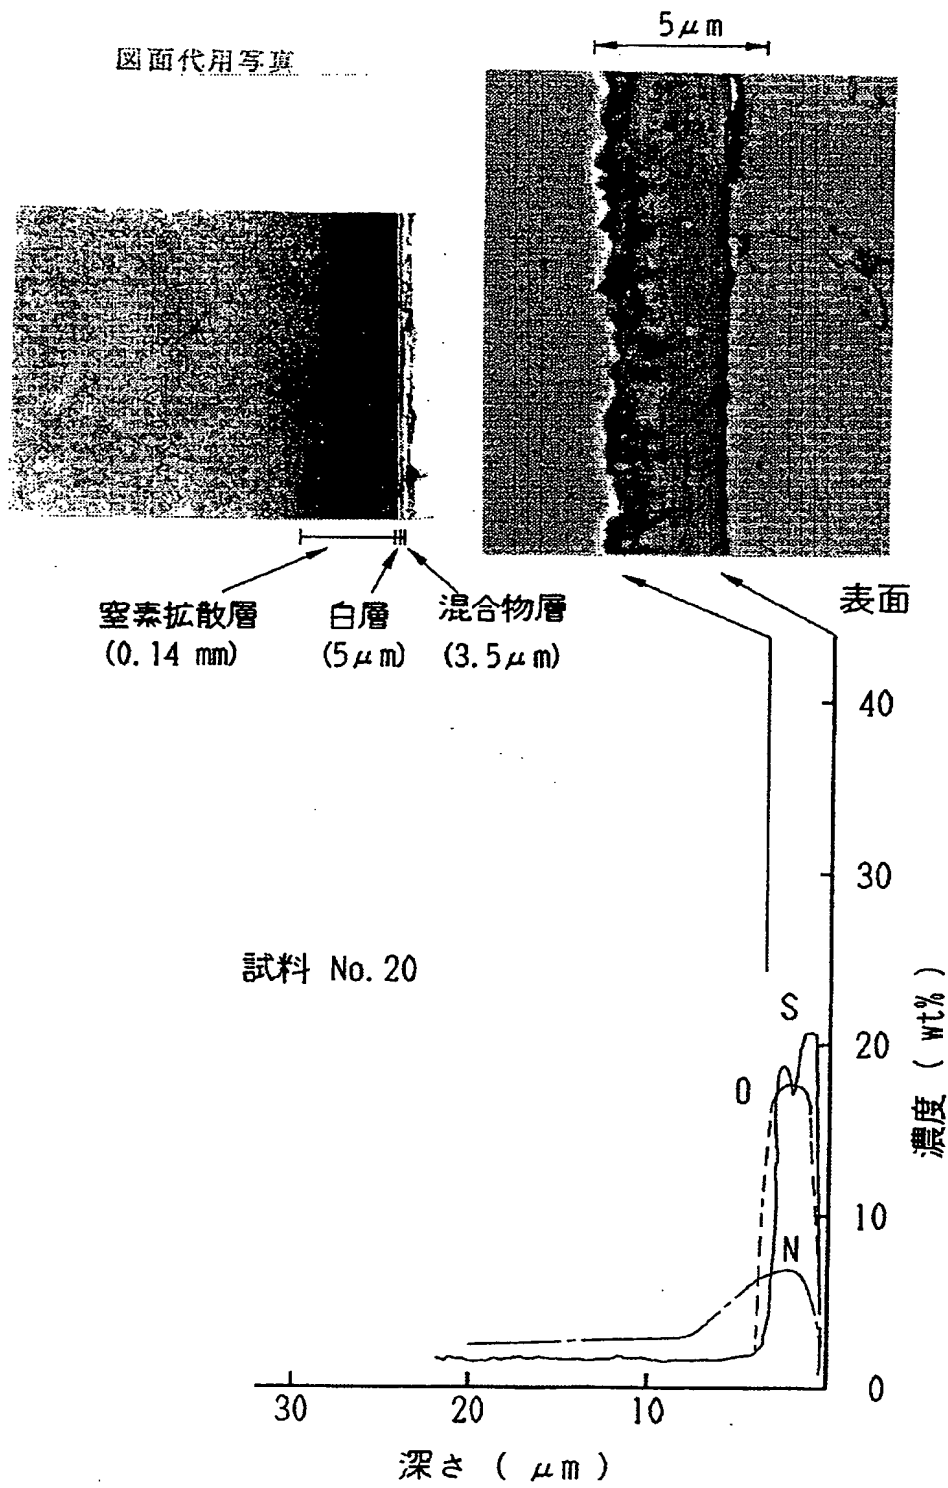 図面代用写真
5μm
窒素拡散層
(0.14 mm)
白層
(5μm)
混合物層
(3.5μm)
表面
40
30
試料 No.20
S
20
O
10
N
0
30
20
10
濃度 ( wt% )
深さ ( μm )